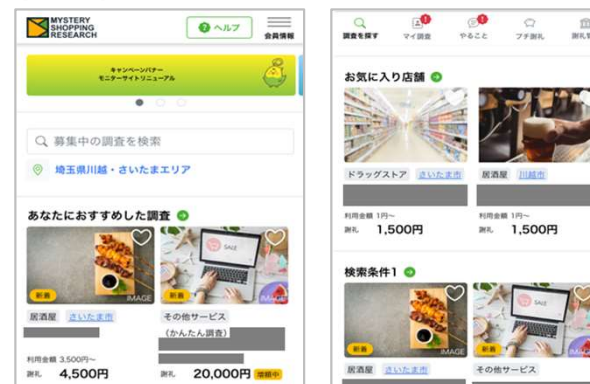 MYSTERY
SHOPPING
RESEARCH
ヘルプ
会員情報
キャンペーンバナー
モニターサイトリニューアル
募集中の調査を検索
埼玉県川越・さいたまエリア
あなたにおすすめした調査
新着
IMAGE
SALE
新着
IMAGE
居酒屋 さいたま市
その他サービス
(かんたん調査)
利用金額 3,500円~
謝礼 4,500円
謝礼 20,000円 増額中
調査を探す
マイ調査
やること
プチ謝礼
お気に入り店舗
ドラッグストア さいたま市
居酒屋 川越市
利用金額 1円~
謝礼 1,500円
利用金額 1円~
謝礼 1,500円
検索条件1
新着
IMAGE
SALE
新着
居酒屋 さいたま市
その他サービス